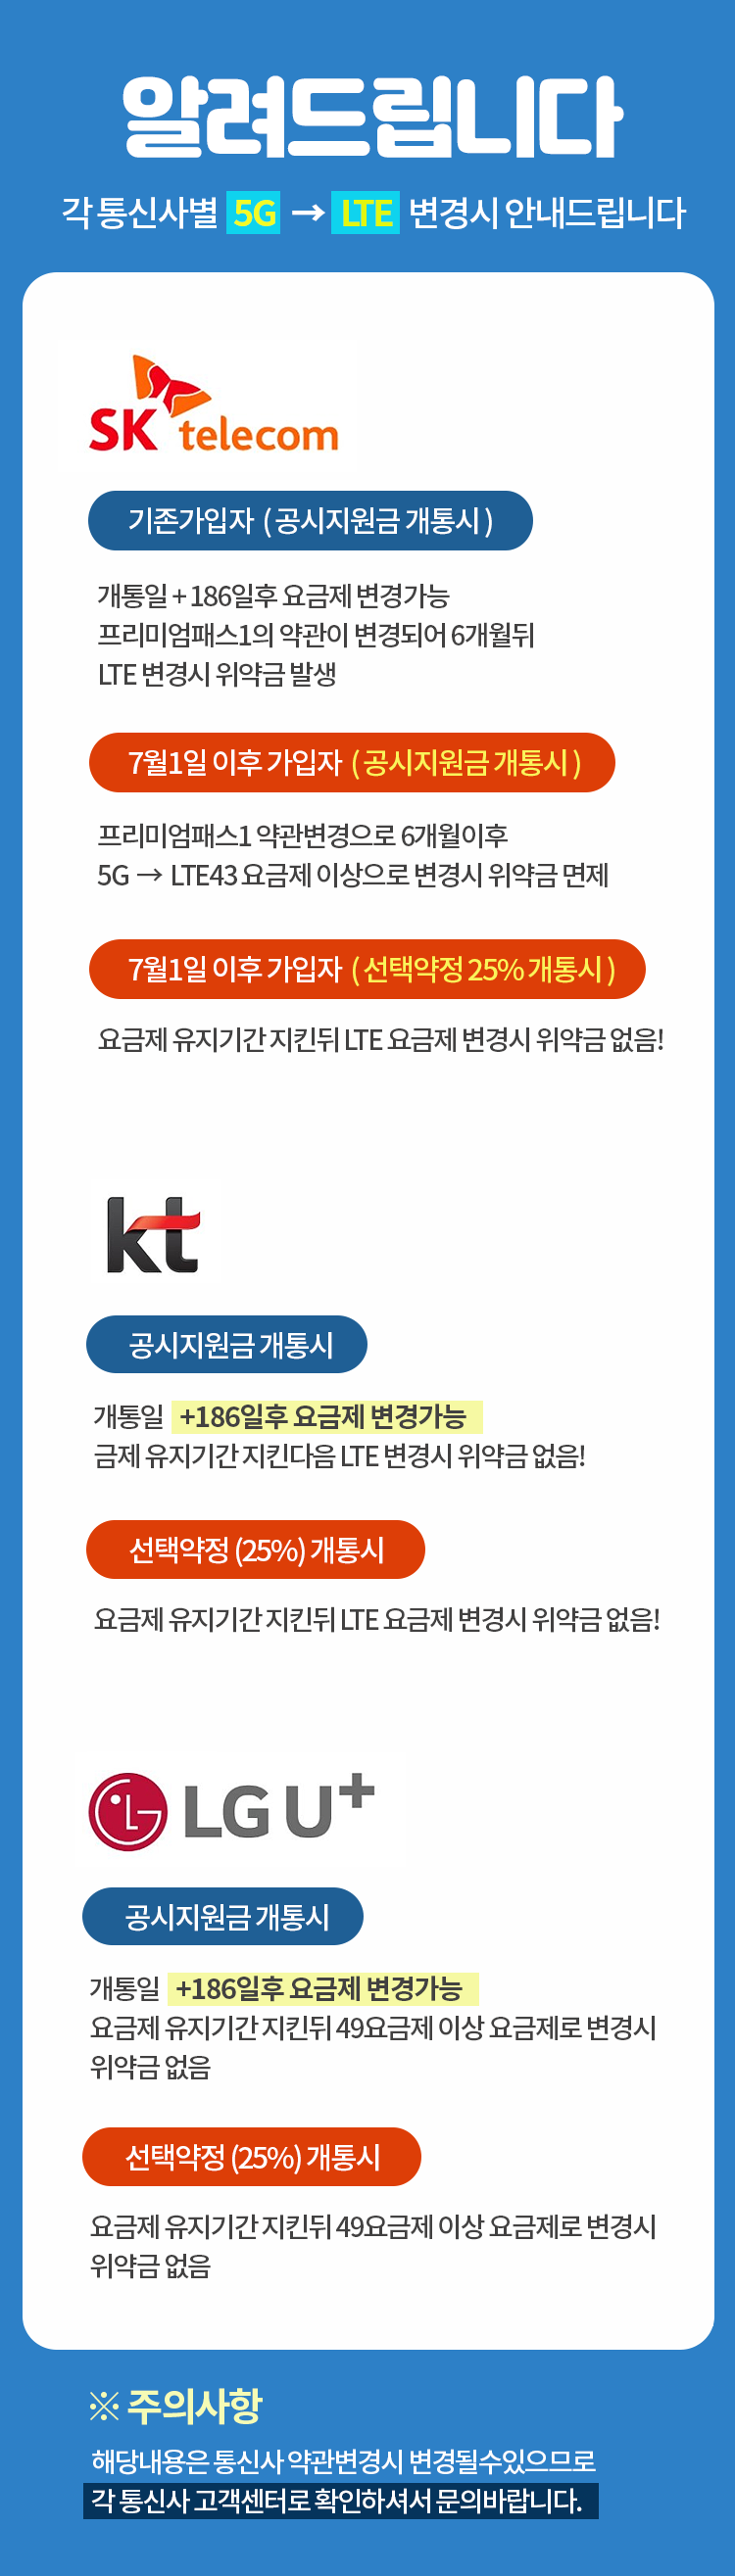 알려드립니다
각 통신사별 5G → LTE 변경시 안내드립니다
SK telecom
기존가입자 ( 공시지원금 개통시 )
개통일 + 186일후 요금제 변경가능
프리미엄패스1의 약관이 변경되어 6개월뒤
LTE 변경시 위약금 발생
7월1일 이후 가입자 ( 공시지원금 개통시 )
프리미엄패스1 약관변경으로 6개월이후
5G → LTE43 요금제 이상으로 변경시 위약금 면제
7월1일 이후 가입자 ( 선택약정 25% 개통시 )
요금제 유지기간 지킨뒤 LTE 요금제 변경시 위약금 없음!
kt
공시지원금 개통시
개통일 +186일후 요금제 변경가능
금제 유지기간 지킨다음 LTE 변경시 위약금 없음!
선택약정 (25%) 개통시
요금제 유지기간 지킨뒤 LTE 요금제 변경시 위약금 없음!
LG U+
공시지원금 개통시
개통일 +186일후 요금제 변경가능
요금제 유지기간 지킨뒤 49요금제 이상 요금제로 변경시
위약금 없음
선택약정 (25%) 개통시
요금제 유지기간 지킨뒤 49요금제 이상 요금제로 변경시
위약금 없음
※ 주의사항
해당내용은 통신사 약관변경시 변경될수있으므로
각 통신사 고객센터로 확인하셔서 문의바랍니다.